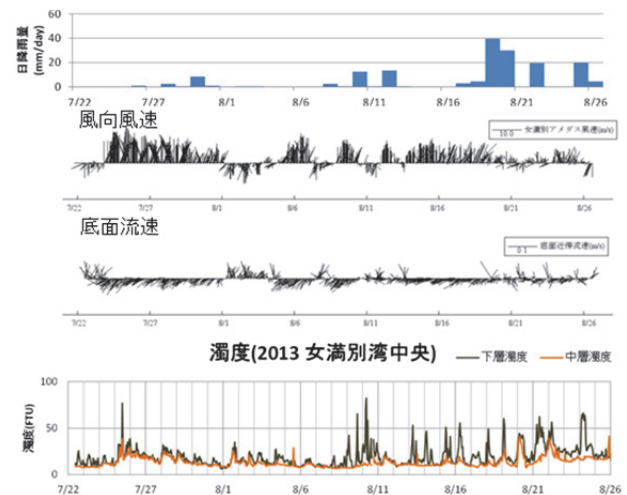 日降雨量
(mm/day)
60
40
20
0
7/22 7/27 8/1 8/6 8/11 8/16 8/21 8/26
風向風速
10.0 女満別アメダス風速(m/s)
7/22 7/27 8/1 8/6 8/11 8/16 8/21 8/26
底面流速
0.1 底面近傍流速(m/s)
7/22 7/27 8/1 8/6 8/11 8/16 8/21 8/26
濁度(2013 女満別湾中央)
下層濁度 中層濁度
濁度(FTU)
100
50
0
7/22 7/27 8/1 8/6 8/11 8/16 8/21 8/26